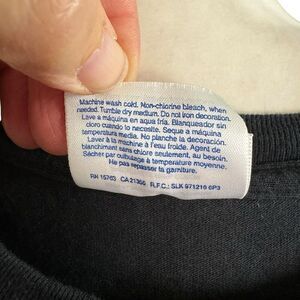 Machine wash cold. Non-chlorine bleach, when
needed. Tumble dry medium. Do not iron decoration.
Lave a máquina en agua fría. Blanqueador sin
cloro cuando lo necesite. Seque a máquina
temperatura media. No planche la decoración.
Laver à la machine à l'eau froide. Agent de
blanchiment sans chlore seulement, au besoin.
Sécher par culbutage à température moyenne.
Ne pas repasser la garniture.
RN 15763 CA 21365 R.F.C.: SLK 971216 6P3